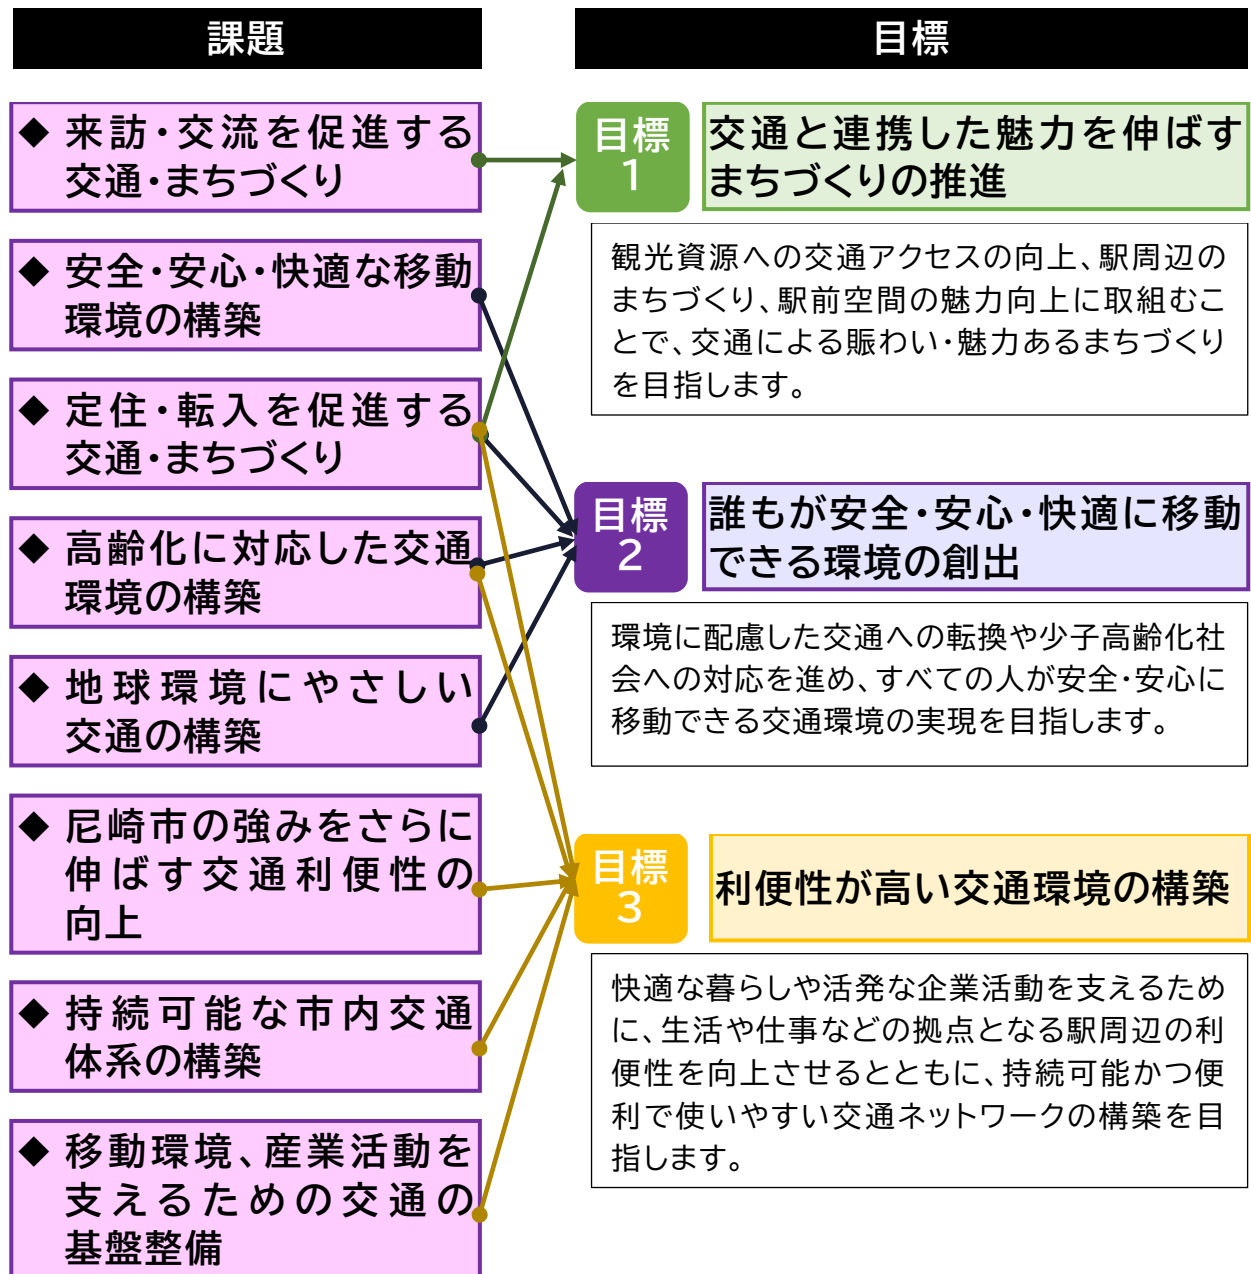 課題
◆ 来訪・交流を促進する
交通・まちづくり
◆ 安全・安心・快適な移動
環境の構築
◆ 定住・転入を促進する
交通・まちづくり
◆ 高齢化に対応した交通
環境の構築
◆ 地球環境にやさしい
交通の構築
◆ 尼崎市の強みをさらに
伸ばす交通利便性の
向上
◆ 持続可能な市内交通
体系の構築
◆ 移動環境、産業活動を
支えるための交通の
基盤整備
目標
目標
1
交通と連携した魅力を伸ばす
まちづくりの推進
観光資源への交通アクセスの向上、駅周辺の
まちづくり、駅前空間の魅力向上に取組むこ
とで、交通による賑わい・魅力あるまちづくり
を目指します。
目標
2
誰もが安全・安心・快適に移動
できる環境の創出
環境に配慮した交通への転換や少子高齢化社
会への対応を進め、すべての人が安全・安心に
移動できる交通環境の実現を目指します。
目標
3
利便性が高い交通環境の構築
快適な暮らしや活発な企業活動を支えるため
に、生活や仕事などの拠点となる駅周辺の利
便性を向上させるとともに、持続可能かつ便
利で使いやすい交通ネットワークの構築を目
指します。